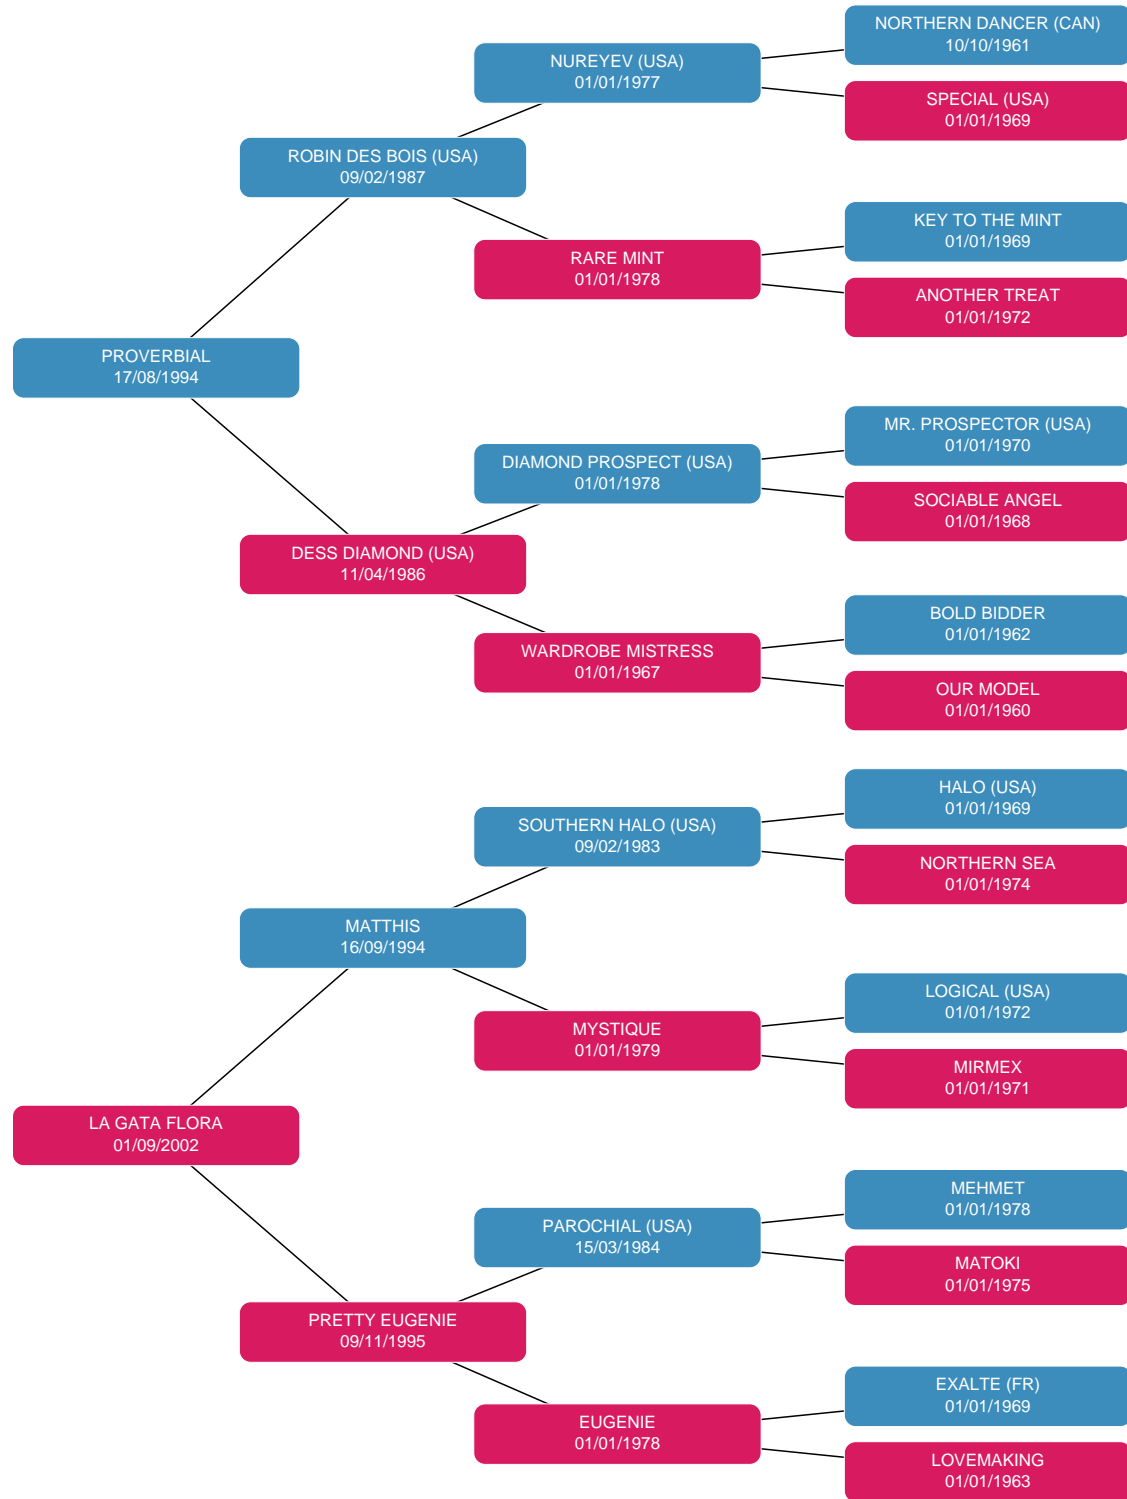 NORTHERN DANCER (CAN)
10/10/1961
NUREYEV (USA)
01/01/1977
SPECIAL (USA)
01/01/1969
ROBIN DES BOIS (USA)
09/02/1987
KEY TO THE MINT
01/01/1969
RARE MINT
01/01/1978
ANOTHER TREAT
01/01/1972
PROVERBIAL
17/08/1994
MR. PROSPECTOR (USA)
01/01/1970
DIAMOND PROSPECT (USA)
01/01/1978
SOCIABLE ANGEL
01/01/1968
DESS DIAMOND (USA)
11/04/1986
BOLD BIDDER
01/01/1962
WARDROBE MISTRESS
01/01/1967
OUR MODEL
01/01/1960
HALO (USA)
01/01/1969
SOUTHERN HALO (USA)
09/02/1983
NORTHERN SEA
01/01/1974
MATTHIS
16/09/1994
LOGICAL (USA)
01/01/1972
MYSTIQUE
01/01/1979
MIRMEX
01/01/1971
LA GATA FLORA
01/09/2002
MEHMET
01/01/1978
PAROCHIAL (USA)
15/03/1984
MATOKI
01/01/1975
PRETTY EUGENIE
09/11/1995
EXALTE (FR)
01/01/1969
EUGENIE
01/01/1978
LOVEMAKING
01/01/1963